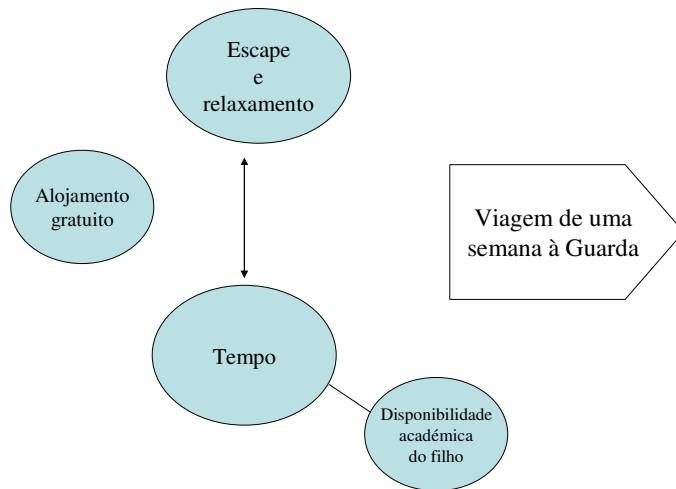 Escape
e
relaxamento
Alojamento
gratuito
Viagem de uma
semana à Guarda
Tempo
Disponibilidade
académica
do filho